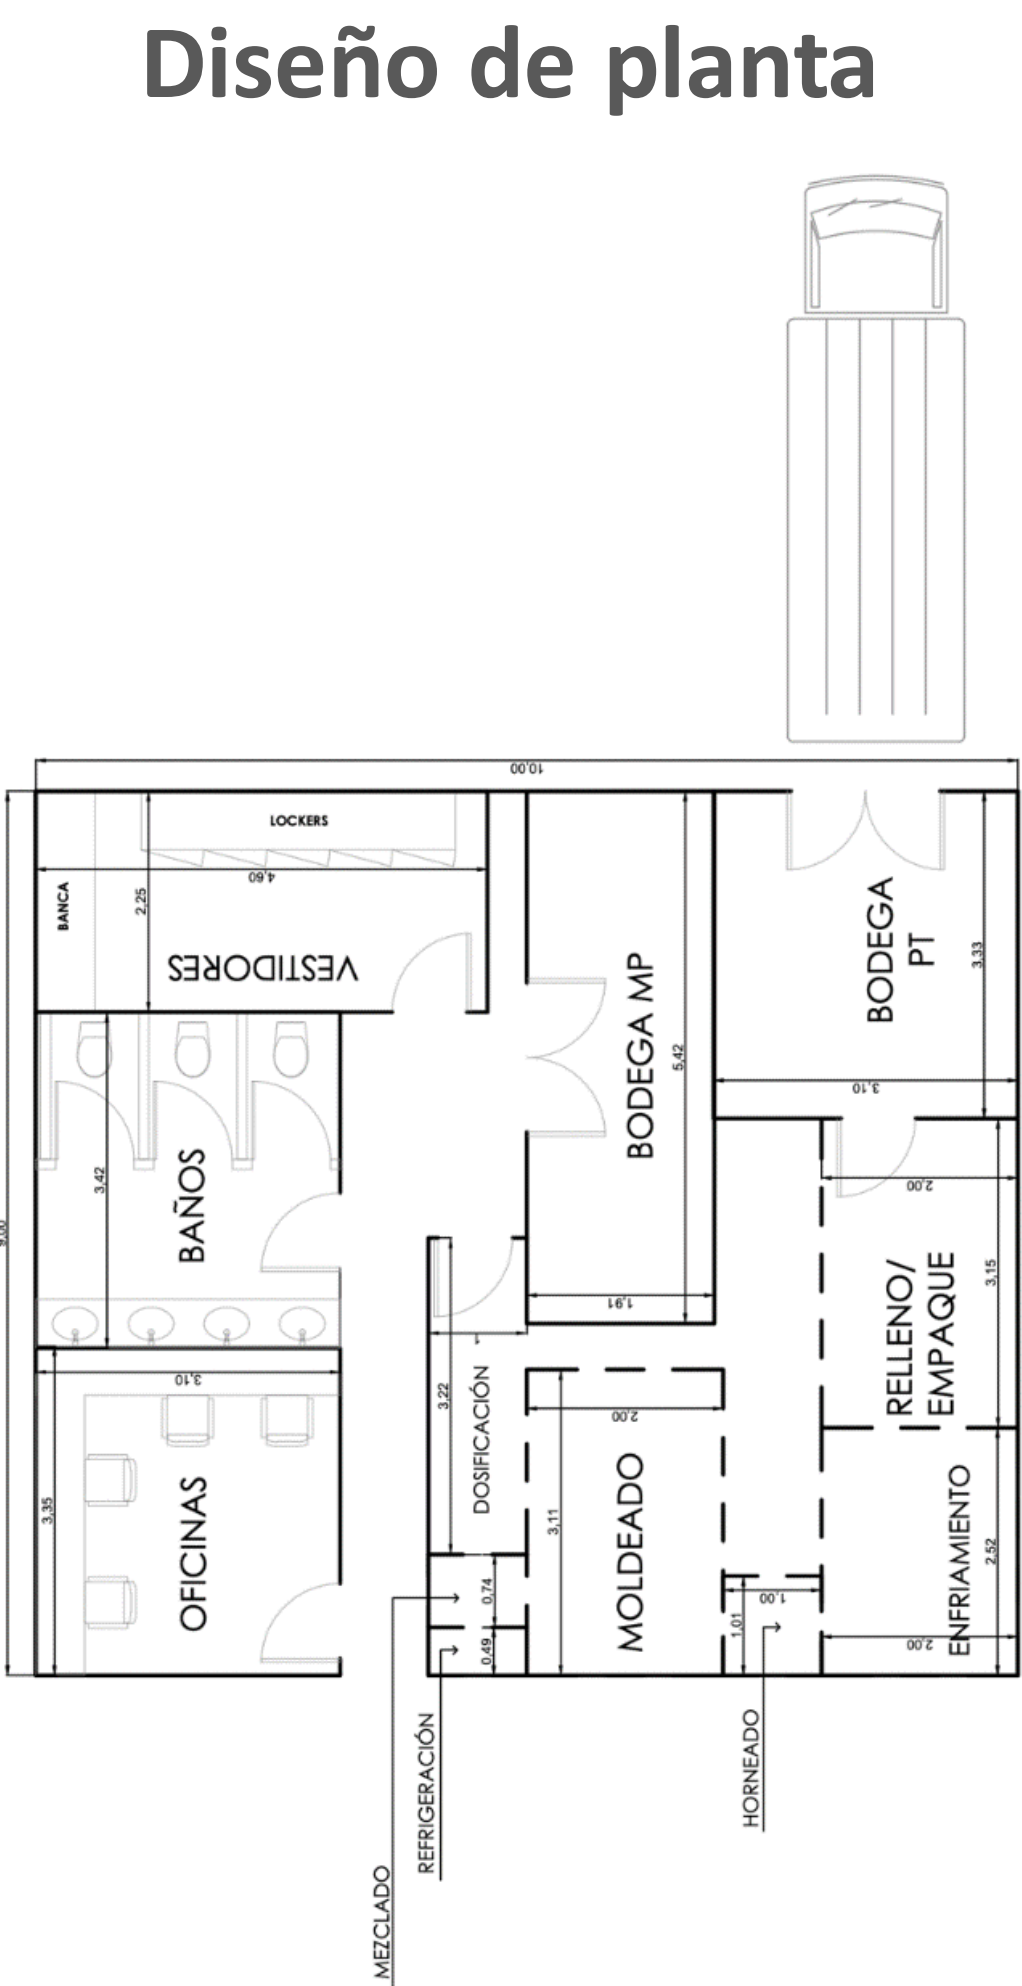 Diseño de planta
10,00
9,00
LOCKERS
BANCA
2,25
4,60
VESTIDORES
3,42
BAÑOS
BODEGA MP
5,42
1,91
BODEGA
PT
3,33
3,10
2,00
3,15
RELLENO/
EMPAQUE
3,10
3,35
OFICINAS
1
3,22
DOSIFICACIÓN
2,00
3,11
MOLDEADO
0,74
0,49
1,00
1,01
ENFRIAMIENTO
2,52
2,00
HORNEADO
REFRIGERACIÓN
MEZCLADO